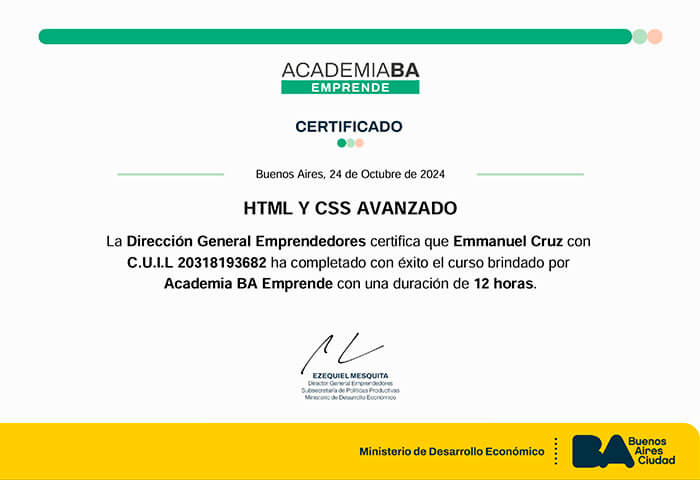 ACADEMIABA
EMPRENDE
CERTIFICADO
Buenos Aires, 24 de Octubre de 2024
HTML Y CSS AVANZADO
La Dirección General Emprendedores certifica que Emmanuel Cruz con
C.U.I.L 20318193682 ha completado con éxito el curso brindado por
Academia BA Emprende con una duración de 12 horas.
EZEQUIEL MESQUITA
Director General Emprendedores
Subsecretaría de Políticas Productivas
Ministerio de Desarrollo Económico
Ministerio de Desarrollo Económico
BA
Buenos
Aires
Ciudad